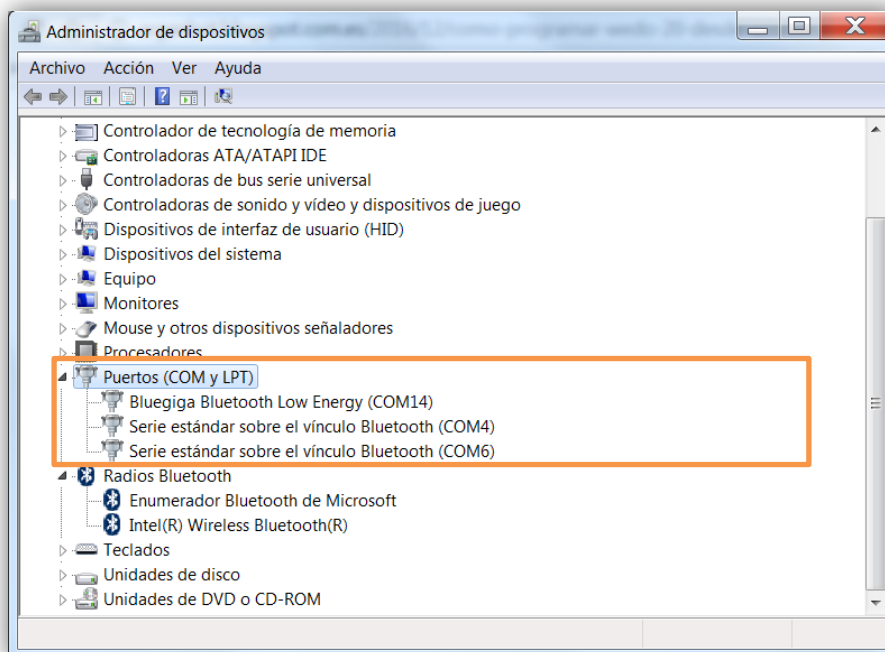 Administrador de dispositivos
Archivo Acción Ver Ayuda
Controlador de tecnología de memoria
Controladoras ATA/ATAPI IDE
Controladoras de bus serie universal
Controladoras de sonido y vídeo y dispositivos de juego
Dispositivos de interfaz de usuario (HID)
Dispositivos del sistema
Equipo
Monitores
Mouse y otros dispositivos señaladores
Procesadores
Puertos (COM y LPT)
Bluegiga Bluetooth Low Energy (COM14)
Serie estándar sobre el vínculo Bluetooth (COM4)
Serie estándar sobre el vínculo Bluetooth (COM6)
Radios Bluetooth
Enumerador Bluetooth de Microsoft
Intel(R) Wireless Bluetooth(R)
Teclados
Unidades de disco
Unidades de DVD o CD-ROM